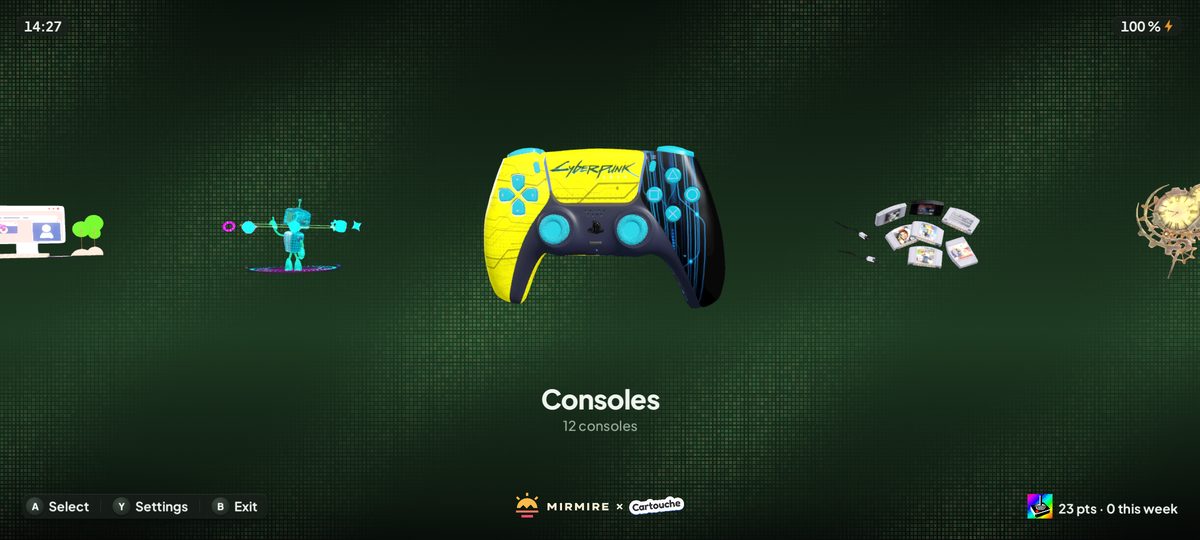 14:27
100 %
CYBERPUNK
Consoles
12 consoles
A Select
Y Settings
B Exit
MIRMIRE × Cartouche
23 pts · 0 this week